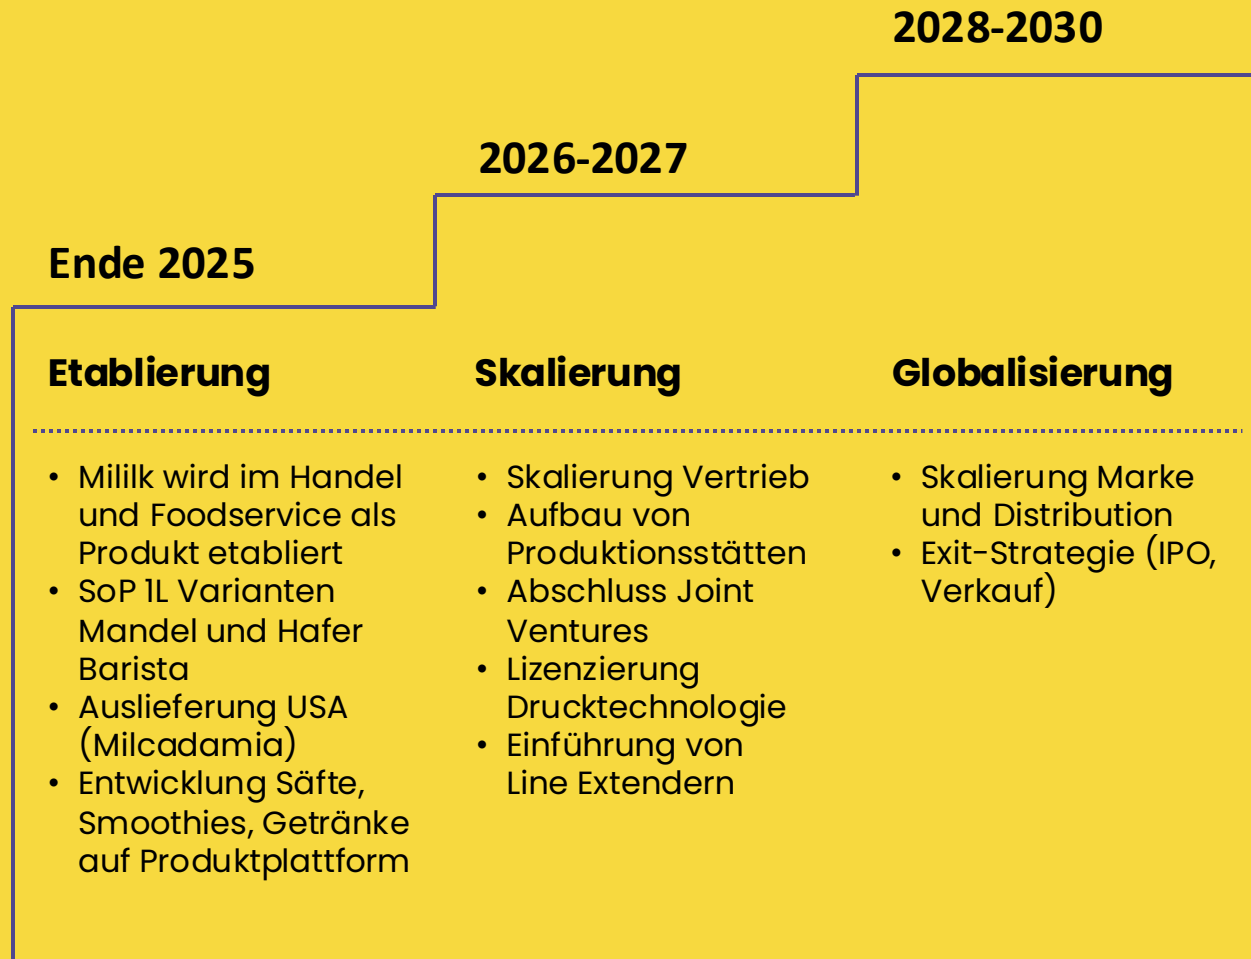 2028-2030
2026-2027
Ende 2025
Etablierung
• Mililk wird im Handel
und Foodservice als
Produkt etabliert
• SoP 1L Varianten
Mandel und Hafer
Barista
• Auslieferung USA
(Milcadamia)
• Entwicklung Säfte,
Smoothies, Getränke
auf Produktplattform
Skalierung
• Skalierung Vertrieb
• Aufbau von
Produktionsstätten
• Abschluss Joint
Ventures
• Lizenzierung
Drucktechnologie
• Einführung von
Line Extendern
Globalisierung
• Skalierung Marke
und Distribution
• Exit-Strategie (IPO,
Verkauf)